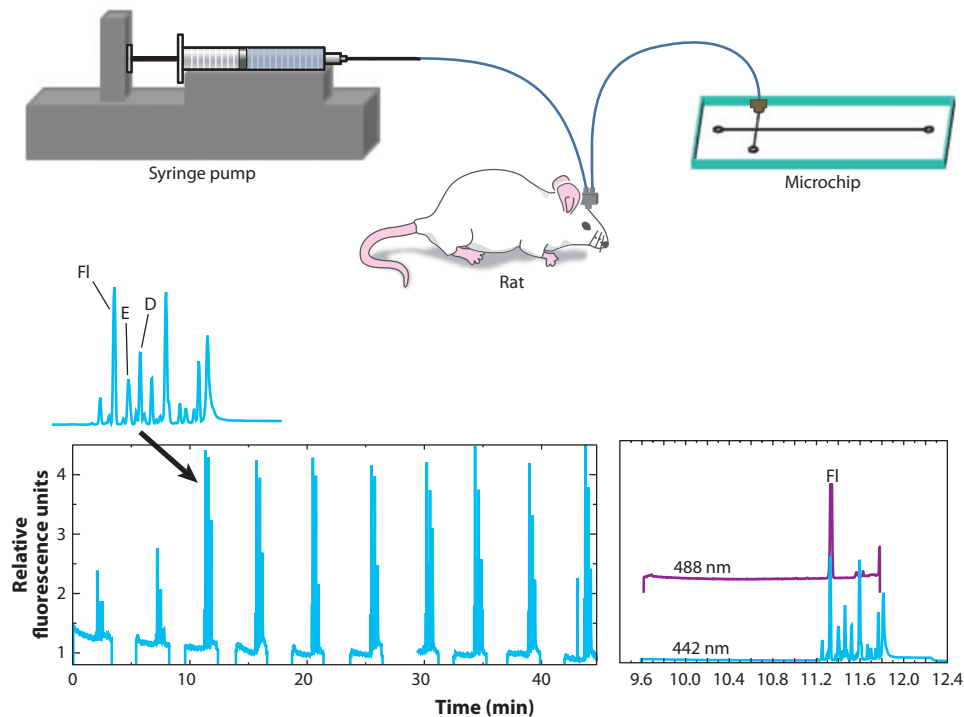 Syringe pump
Rat
Microchip
Fl
E
D
Relative
fluorescence units
4
3
2
1
0
10
20
30
40
Time (min)
Fl
488 nm
442 nm
9.6
10.0
10.4
10.8
11.2
11.6
12.0
12.4